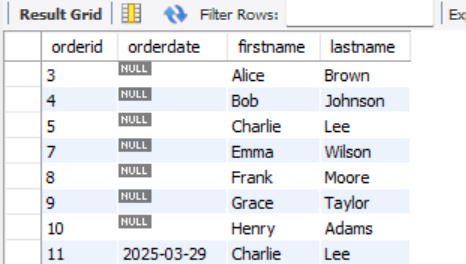 Result Grid Filter Rows: Ex
orderid orderdate firstname lastname
3 NULL Alice Brown
4 NULL Bob Johnson
5 NULL Charlie Lee
7 NULL Emma Wilson
8 NULL Frank Moore
9 NULL Grace Taylor
10 NULL Henry Adams
11 2025-03-29 Charlie Lee